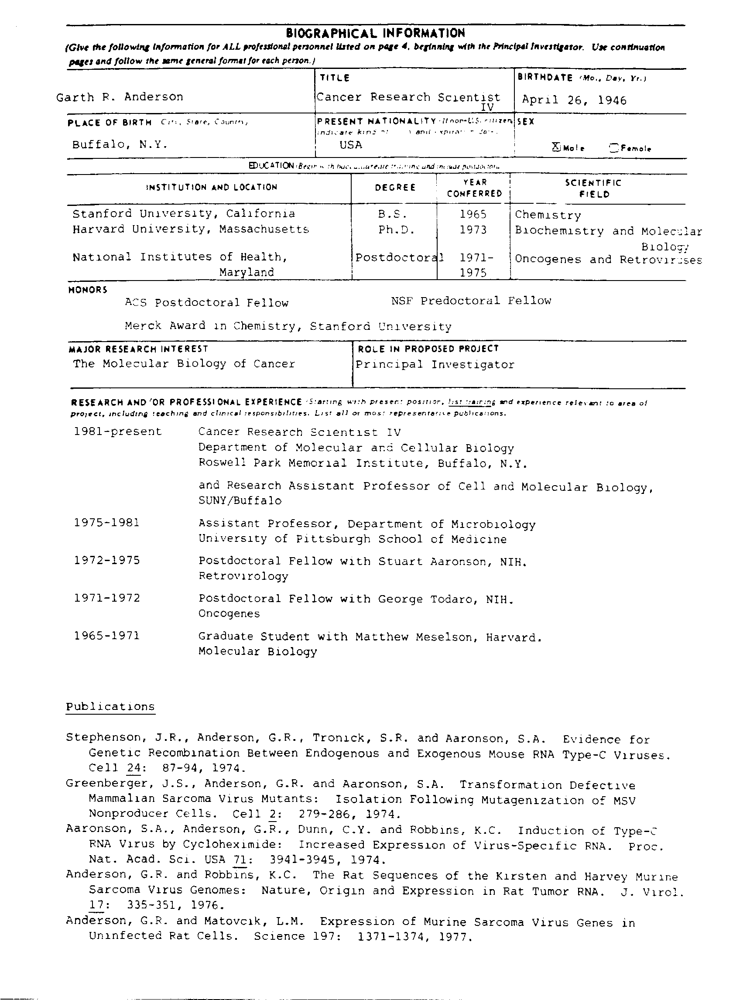 BIOGRAPHICAL INFORMATION
(Give the following information for ALL professional personnel listed on page 4, beginning with the Principal Investigator. Use continuation
pages and follow the same general format for each person.)
TITLE BIRTHDATE (Mo., Day, Yr.)
Garth R. Anderson Cancer Research Scientist IV April 26, 1946
PLACE OF BIRTH (City, State, Country) PRESENT NATIONALITY (If non-U.S. citizen, SEX
indicate kind of and expiration date)
Buffalo, N.Y. USA ☒ Male ☐ Female
EDUCATION (Begin with baccalaureate training and include postdoctoral)
INSTITUTION AND LOCATION DEGREE YEAR CONFERRED SCIENTIFIC FIELD
Stanford University, California B.S. 1965 Chemistry
Harvard University, Massachusetts Ph.D. 1973 Biochemistry and Molecular
Biology
National Institutes of Health, Postdoctoral 1971- Oncogenes and Retroviruses
Maryland 1975
HONORS
ACS Postdoctoral Fellow NSF Predoctoral Fellow
Merck Award in Chemistry, Stanford University
MAJOR RESEARCH INTEREST ROLE IN PROPOSED PROJECT
The Molecular Biology of Cancer Principal Investigator
RESEARCH AND/OR PROFESSIONAL EXPERIENCE (Starting with present position, list training and experience relevant to area of
project, including teaching and clinical responsibilities. List all or most representative publications.
1981-present Cancer Research Scientist IV
Department of Molecular and Cellular Biology
Roswell Park Memorial Institute, Buffalo, N.Y.
and Research Assistant Professor of Cell and Molecular Biology,
SUNY/Buffalo
1975-1981 Assistant Professor, Department of Microbiology
University of Pittsburgh School of Medicine
1972-1975 Postdoctoral Fellow with Stuart Aaronson, NIH.
Retrovirology
1971-1972 Postdoctoral Fellow with George Todaro, NIH.
Oncogenes
1965-1971 Graduate Student with Matthew Meselson, Harvard.
Molecular Biology
Publications
Stephenson, J.R., Anderson, G.R., Tronick, S.R. and Aaronson, S.A. Evidence for
Genetic Recombination Between Endogenous and Exogenous Mouse RNA Type-C Viruses.
Cell 24: 87-94, 1974.
Greenberger, J.S., Anderson, G.R. and Aaronson, S.A. Transformation Defective
Mammalian Sarcoma Virus Mutants: Isolation Following Mutagenization of MSV
Nonproducer Cells. Cell 2: 279-286, 1974.
Aaronson, S.A., Anderson, G.R., Dunn, C.Y. and Robbins, K.C. Induction of Type-C
RNA Virus by Cycloheximide: Increased Expression of Virus-Specific RNA. Proc.
Nat. Acad. Sci. USA 71: 3941-3945, 1974.
Anderson, G.R. and Robbins, K.C. The Rat Sequences of the Kirsten and Harvey Murine
Sarcoma Virus Genomes: Nature, Origin and Expression in Rat Tumor RNA. J. Virol.
17: 335-351, 1976.
Anderson, G.R. and Matovcik, L.M. Expression of Murine Sarcoma Virus Genes in
Uninfected Rat Cells. Science 197: 1371-1374, 1977.